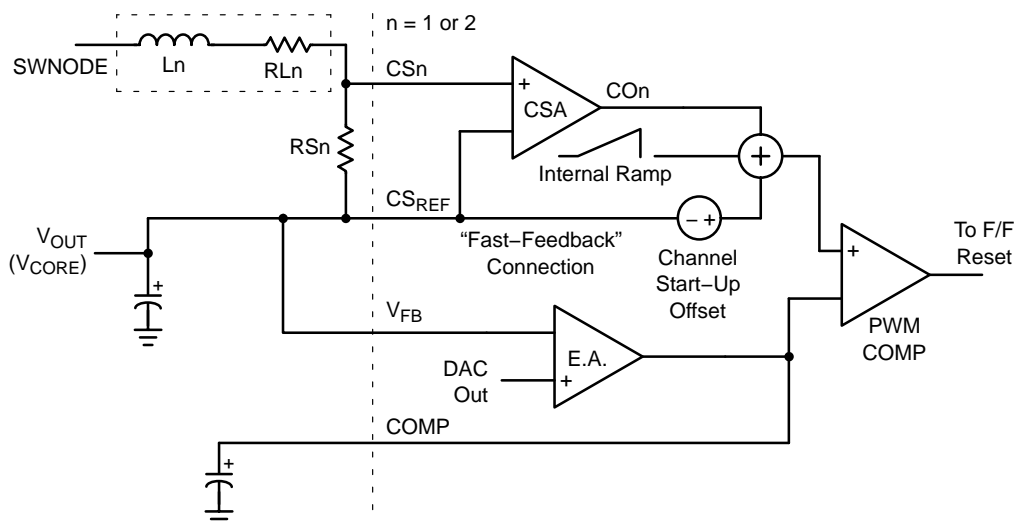 n = 1 or 2
SWNODE
Ln
RLn
CSn
+
CSA
COn
RSn
Internal Ramp
+
CSREF
− +
VOUT
(VCORE)
"Fast−Feedback"
Connection
Channel
Start−Up
Offset
+
To F/F
Reset
+
PWM
COMP
VFB
E.A.
+
DAC
Out
COMP
+